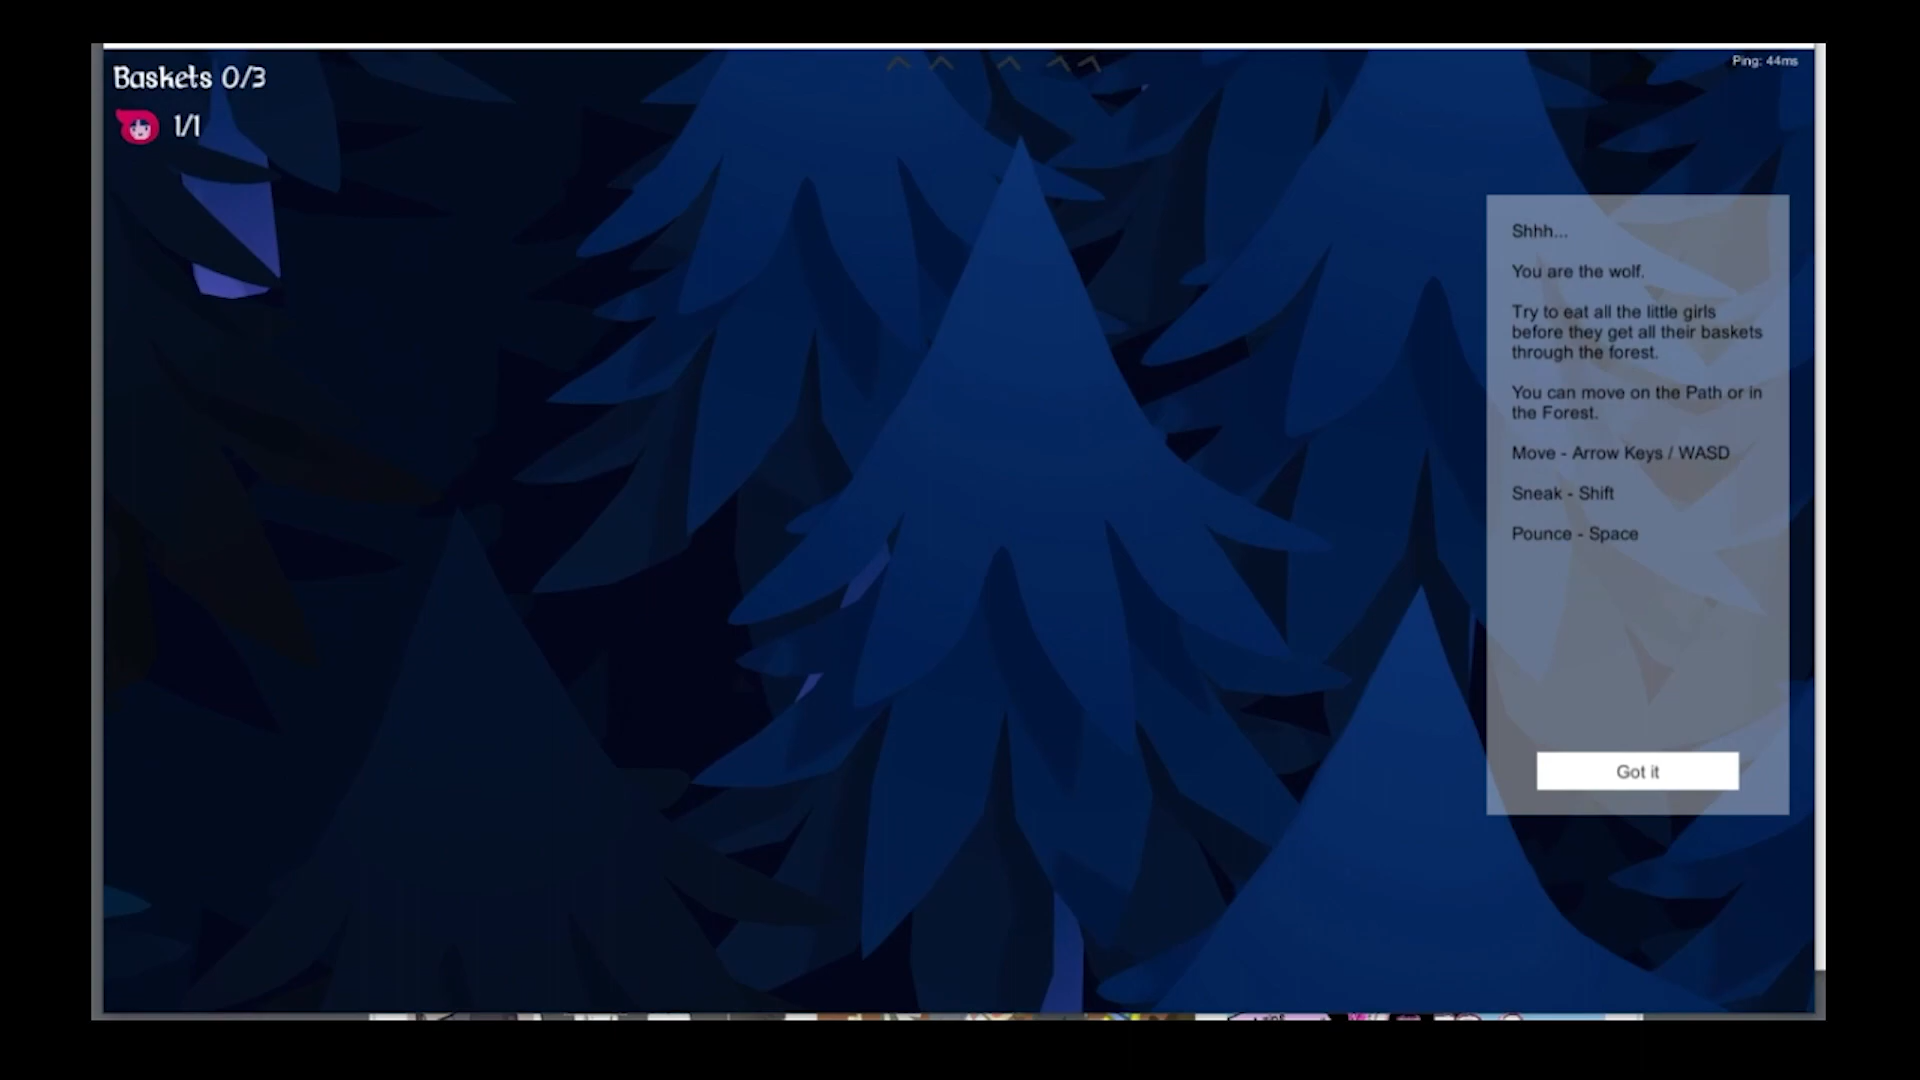 Baskets 0/3
Ping: 44ms
1/1
Shhh...
You are the wolf.
Try to eat all the little girls
before they get all their baskets
through the forest.
You can move on the Path or in
the Forest.
Move - Arrow Keys / WASD
Sneak - Shift
Pounce - Space
Got it